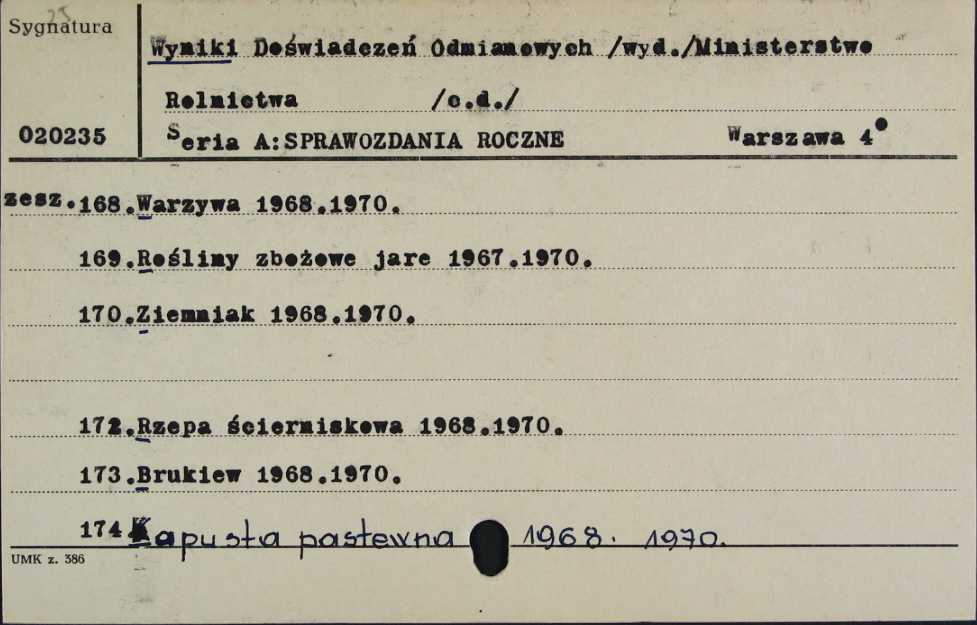 Sygnatura
Wyniki Doświadczeń Odmianowych /wyd./Ministerstwo
Rolnictwa /c.d./
020235
Seria A:SPRAWOZDANIA ROCZNE Warszawa 4°
zesz.168.Warzywa 1968.1970.
169.Rośliny zbożowe jare 1967.1970.
170.Ziemniak 1968.1970.
172.Rzepa ścierniskowa 1968.1970.
173.Brukiew 1968.1970.
174.Kapusta pastewna 1968. 1970.
UMK z. 386